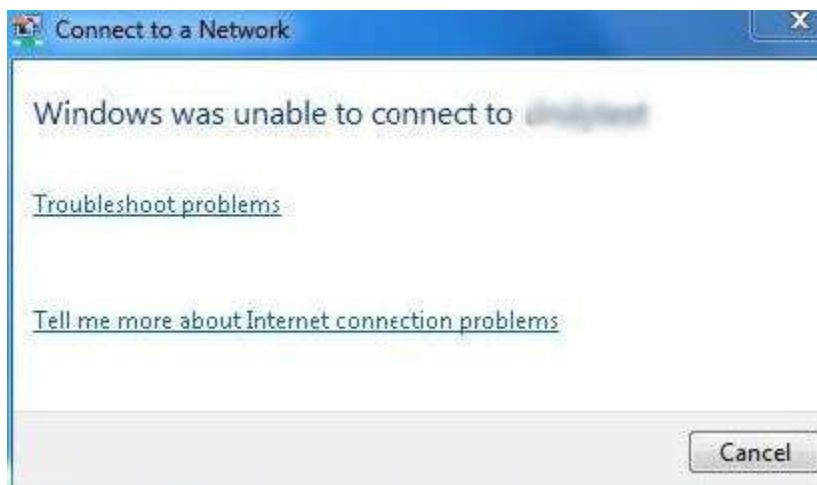 Connect to a Network
X
Windows was unable to connect to
Troubleshoot problems
Tell me more about Internet connection problems
Cancel